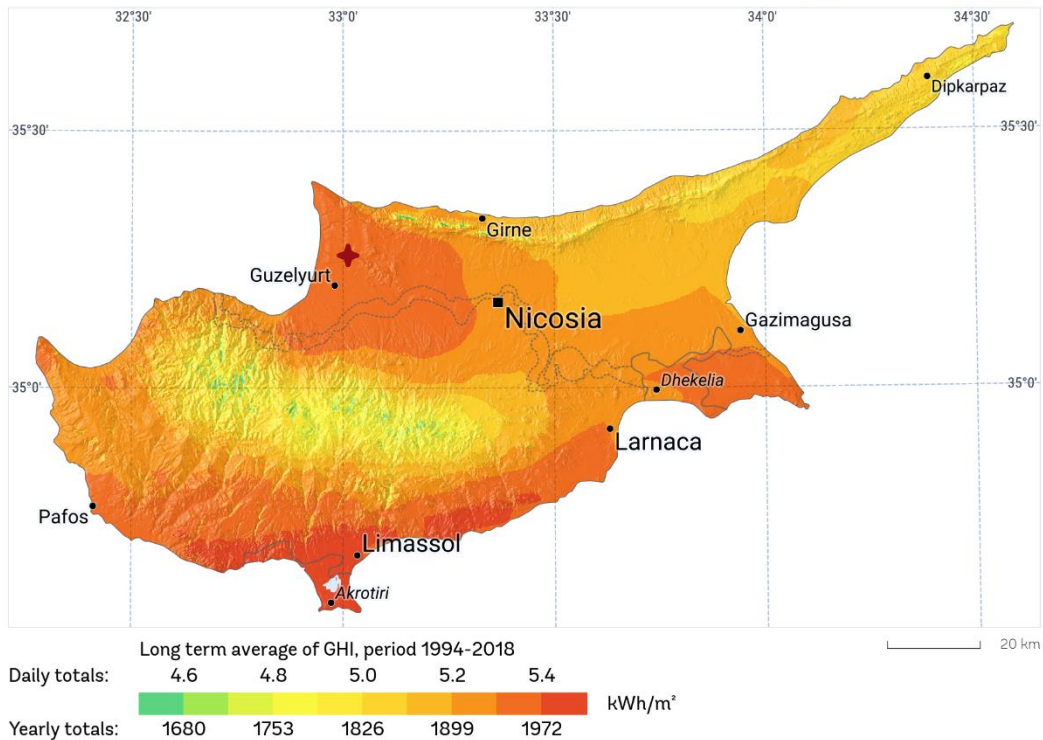 32°30' 33°0' 33°30' 34°0' 34°30'
Dipkarpaz
35°30' 35°30'
Girne
Guzelyurt
Nicosia
Gazimagusa
35°0' Dhekelia 35°0'
Larnaca
Pafos
Limassol
Akrotiri
Long term average of GHI, period 1994-2018
20 km
Daily totals: 4.6 4.8 5.0 5.2 5.4
kWh/m²
Yearly totals: 1680 1753 1826 1899 1972